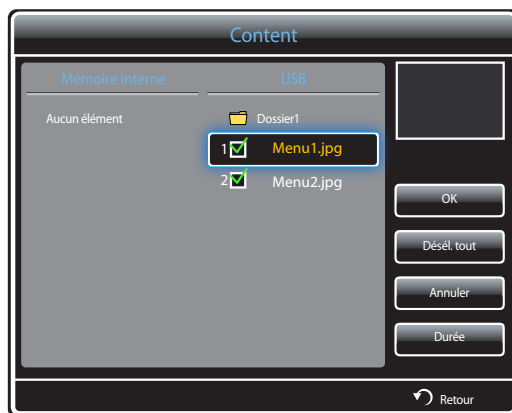 Content
Mémoire interne
USB
Aucun élément
Dossier1
1 Menu1.jpg
2 Menu2.jpg
OK
Désél. tout
Annuler
Durée
Retour